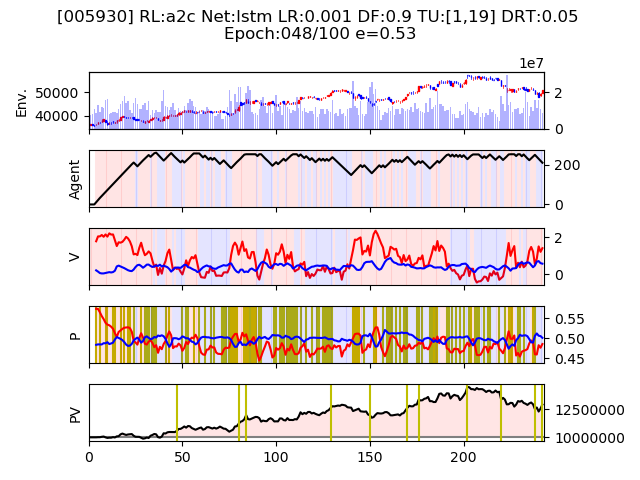 [005930] RL:a2c Net:lstm LR:0.001 DF:0.9 TU:[1,19] DRT:0.05
Epoch:048/100 e=0.53
1e7
Env.
50000
40000
2
0
Agent
200
0
V
2
0
P
0.55
0.50
0.45
PV
12500000
10000000
0 50 100 150 200